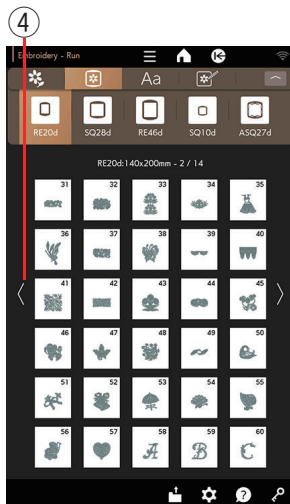 ④
Embroidery - Run
Aa
RE20d SQ28d RE46d SQ10d ASQ27d
RE20d:140x200mm - 2 / 14
31 32 33 34 35
36 37 38 39 40
41 42 43 44 45
46 47 48 49 50
51 52 53 54 55
56 57 58 59 60
A B C
?